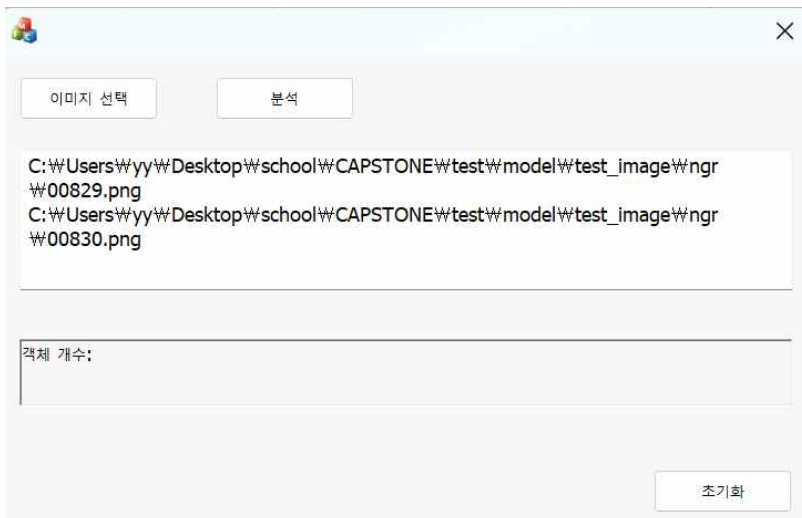 이미지 선택
분석
C:₩Users₩yy₩Desktop₩school₩CAPSTONE₩test₩model₩test_image₩ngr
₩00829.png
C:₩Users₩yy₩Desktop₩school₩CAPSTONE₩test₩model₩test_image₩ngr
₩00830.png
객체 개수:
초기화